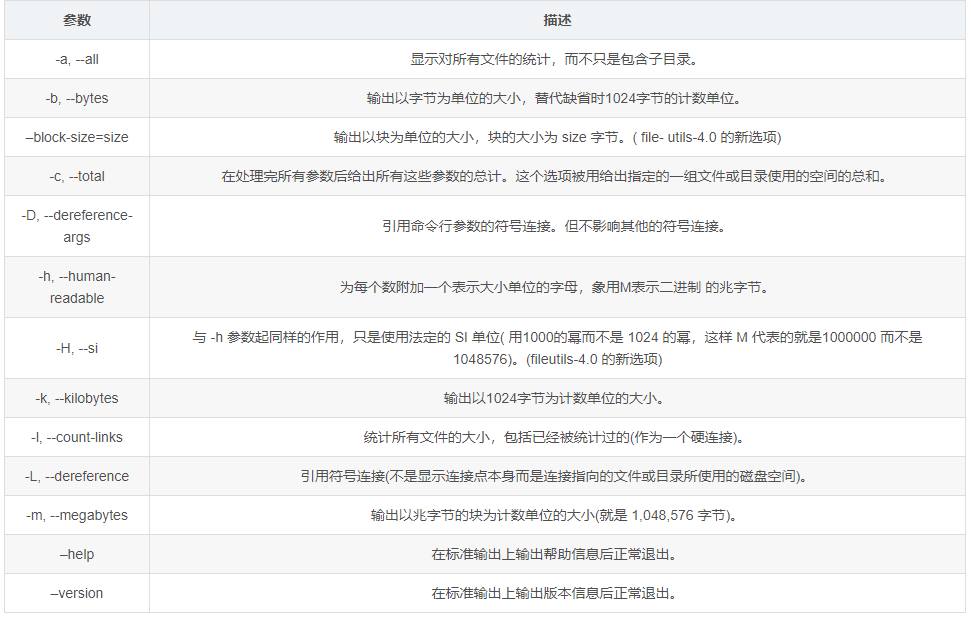 参数 描述
-a, --all 显示对所有文件的统计，而不只是包含子目录。
-b, --bytes 输出以字节为单位的大小，替代缺省时1024字节的计数单位。
–block-size=size 输出以块为单位的大小，块的大小为 size 字节。( file- utils-4.0 的新选项)
-c, --total 在处理完所有参数后给出所有这些参数的总计。这个选项被用给出指定的一组文件或目录使用的空间的总和。
-D, --dereference-
args
引用命令行参数的符号连接。但不影响其他的符号连接。
-h, --human-
readable
为每个数附加一个表示大小单位的字母，象用M表示二进制 的兆字节。
-H, --si
与 -h 参数起同样的作用，只是使用法定的 SI 单位( 用1000的幂而不是 1024 的幂，这样 M 代表的就是1000000 而不是
1048576)。(fileutils-4.0 的新选项)
-k, --kilobytes 输出以1024字节为计数单位的大小。
-l, --count-links 统计所有文件的大小，包括已经被统计过的(作为一个硬连接)。
-L, --dereference 引用符号连接(不是显示连接点本身而是连接指向的文件或目录所使用的磁盘空间)。
-m, --megabytes 输出以兆字节的块为计数单位的大小(就是 1,048,576 字节)。
–help 在标准输出上输出帮助信息后正常退出。
–version 在标准输出上输出版本信息后正常退出。